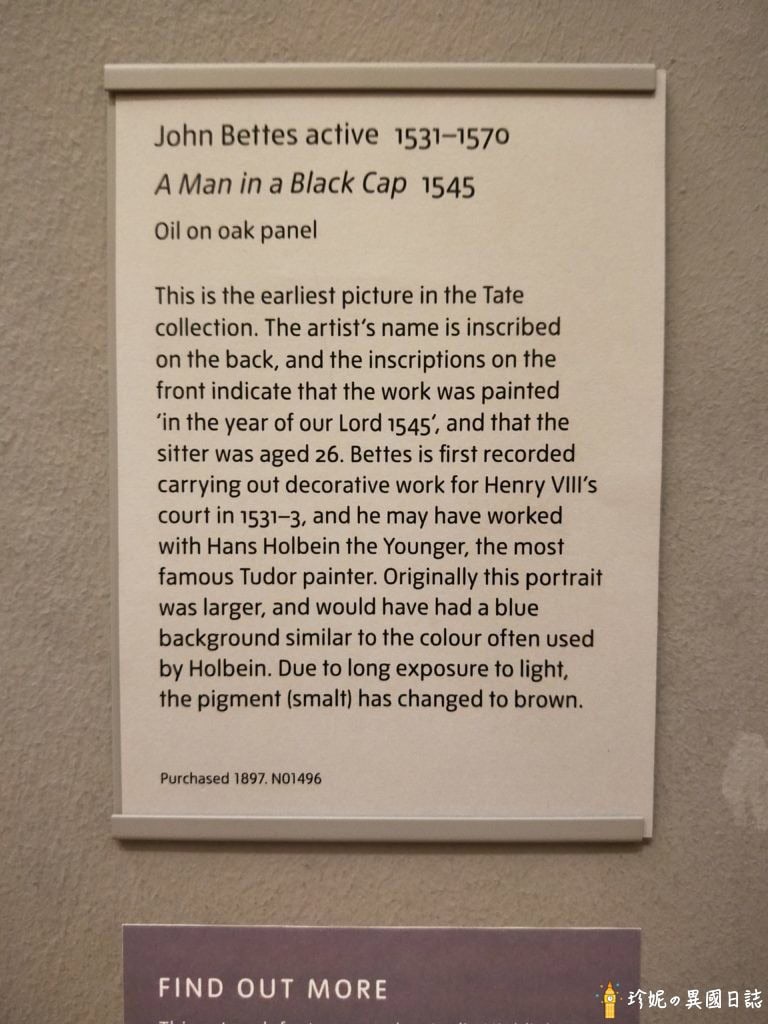 John Bettes active 1531–1570
A Man in a Black Cap 1545
Oil on oak panel
This is the earliest picture in the Tate
collection. The artist's name is inscribed
on the back, and the inscriptions on the
front indicate that the work was painted
‘in the year of our Lord 1545’, and that the
sitter was aged 26. Bettes is first recorded
carrying out decorative work for Henry VIII's
court in 1531–3, and he may have worked
with Hans Holbein the Younger, the most
famous Tudor painter. Originally this portrait
was larger, and would have had a blue
background similar to the colour often used
by Holbein. Due to long exposure to light,
the pigment (smalt) has changed to brown.
Purchased 1897. N01496
FIND OUT MORE
珍妮の異國日誌